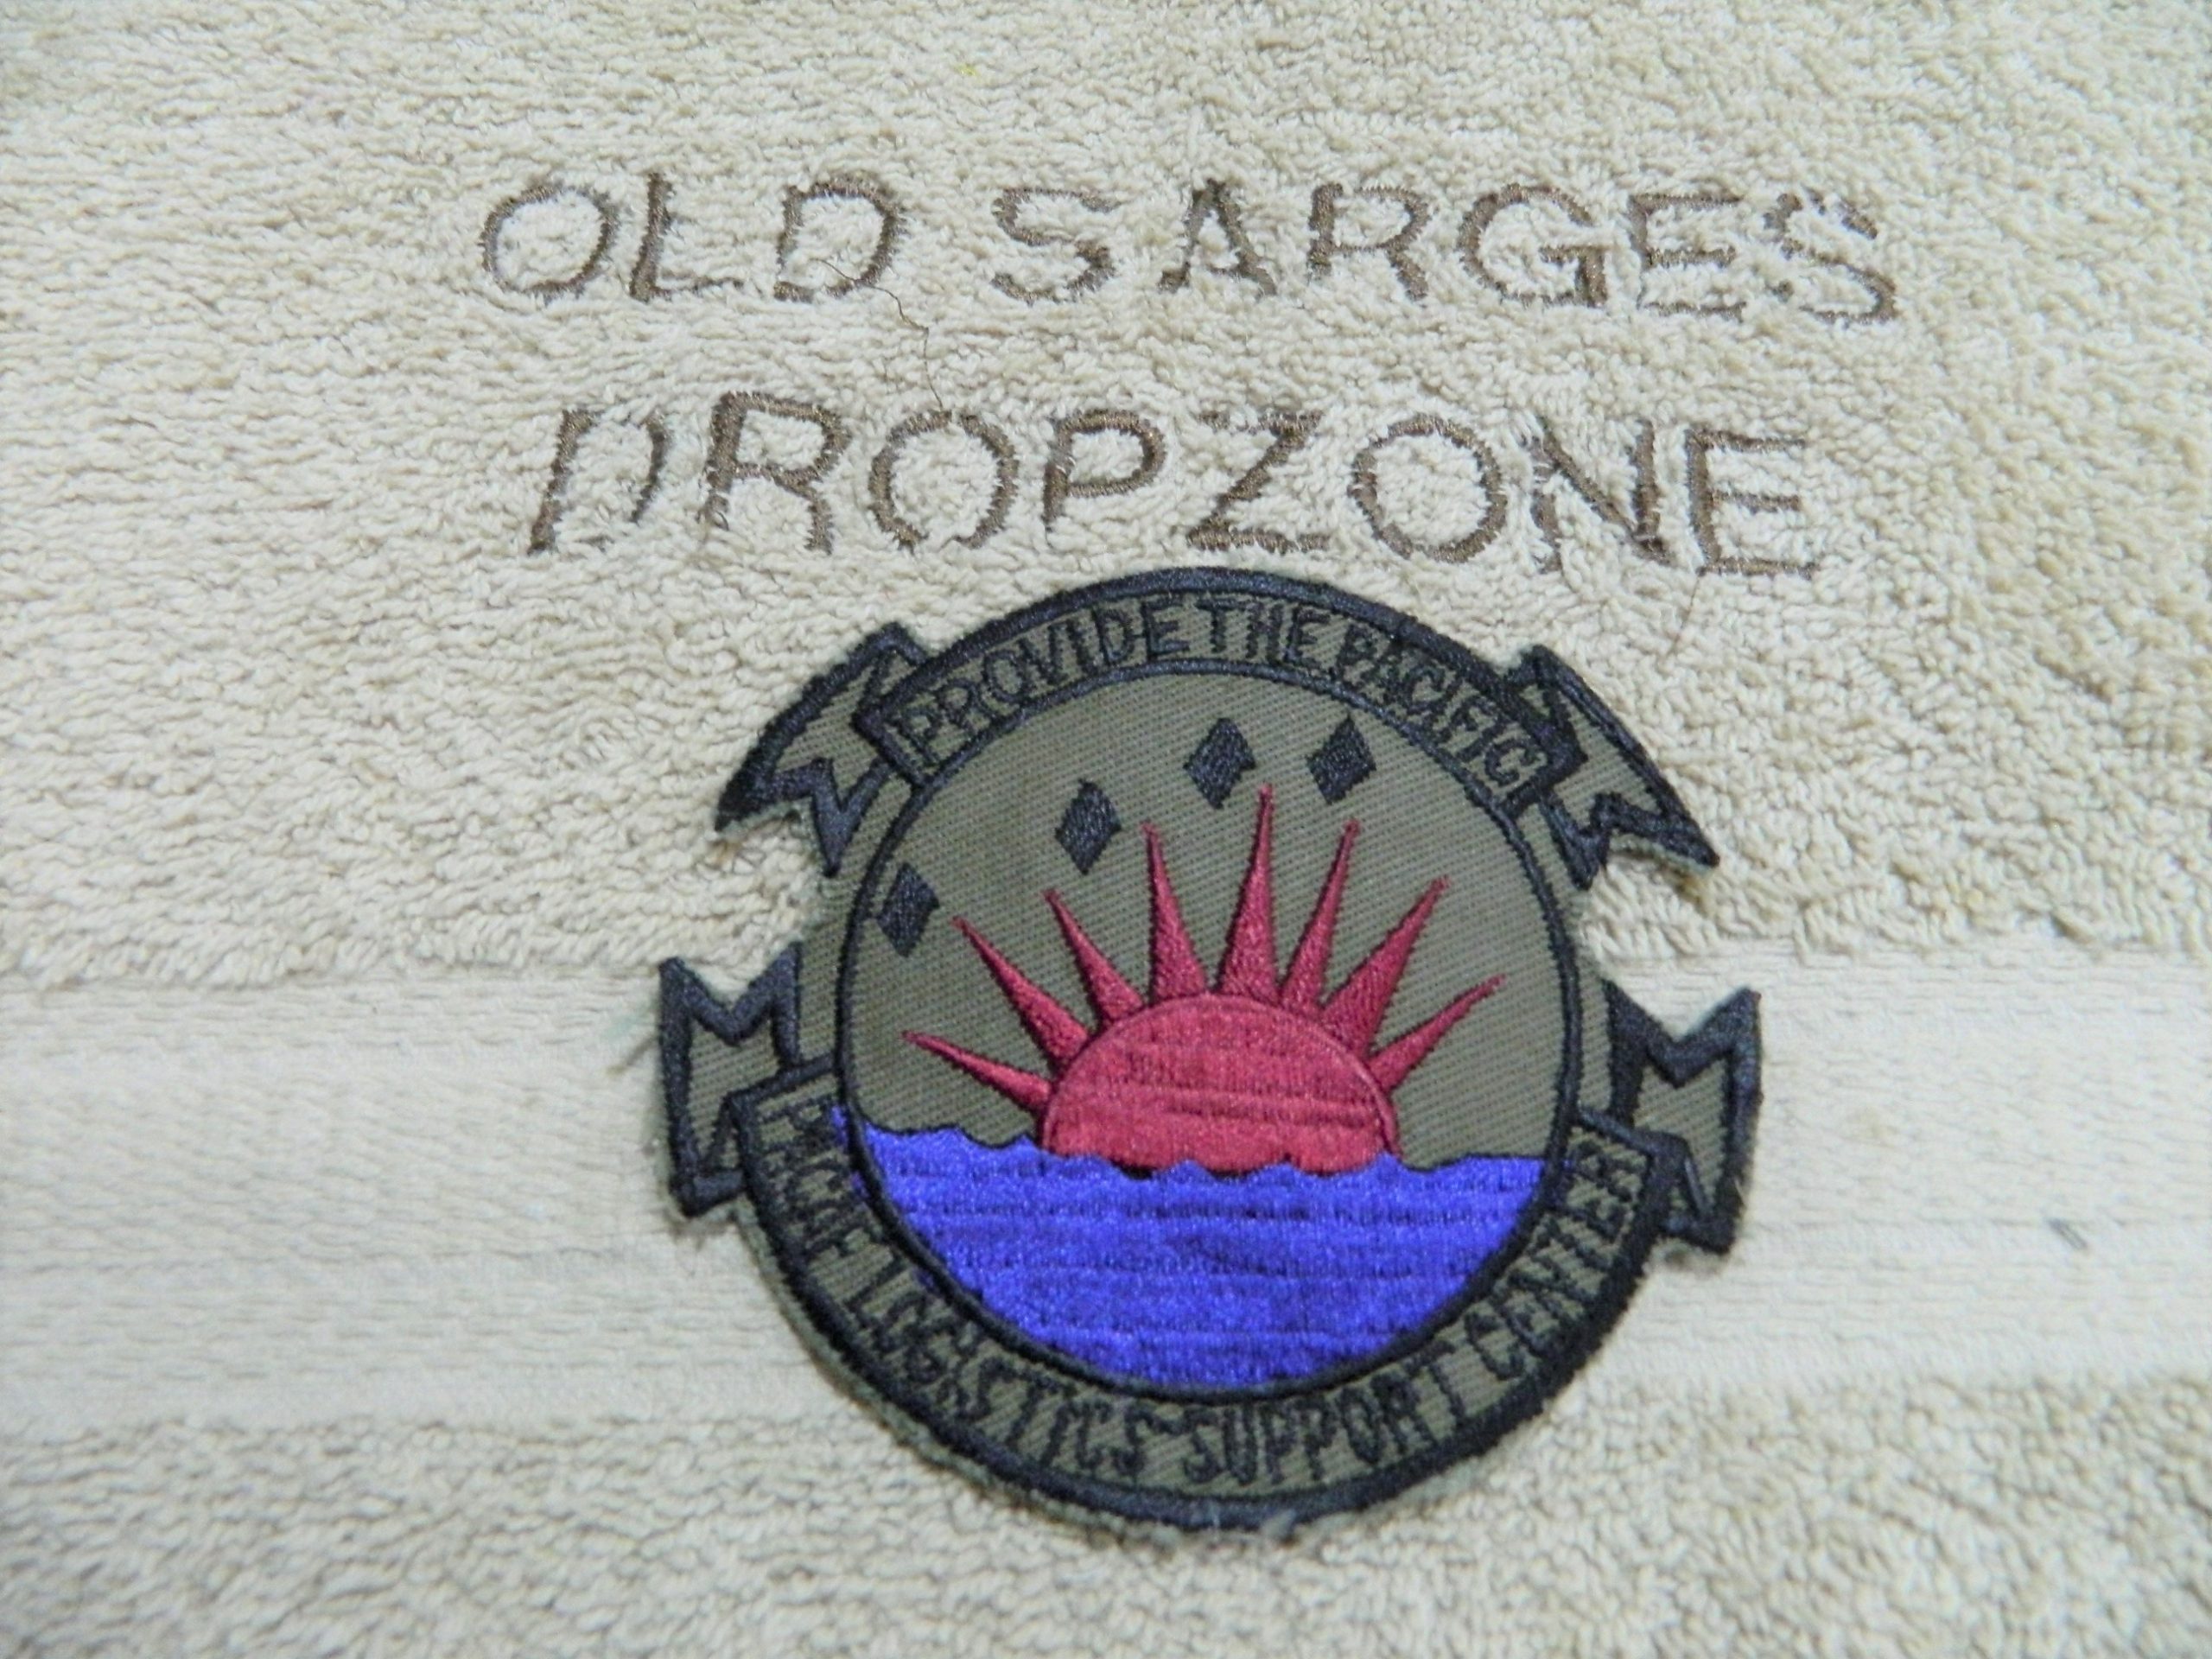 OLD SARGES
DROPZONE
PROVIDE THE PACIFIC
PACAF LOGISTICS SUPPORT CENTER